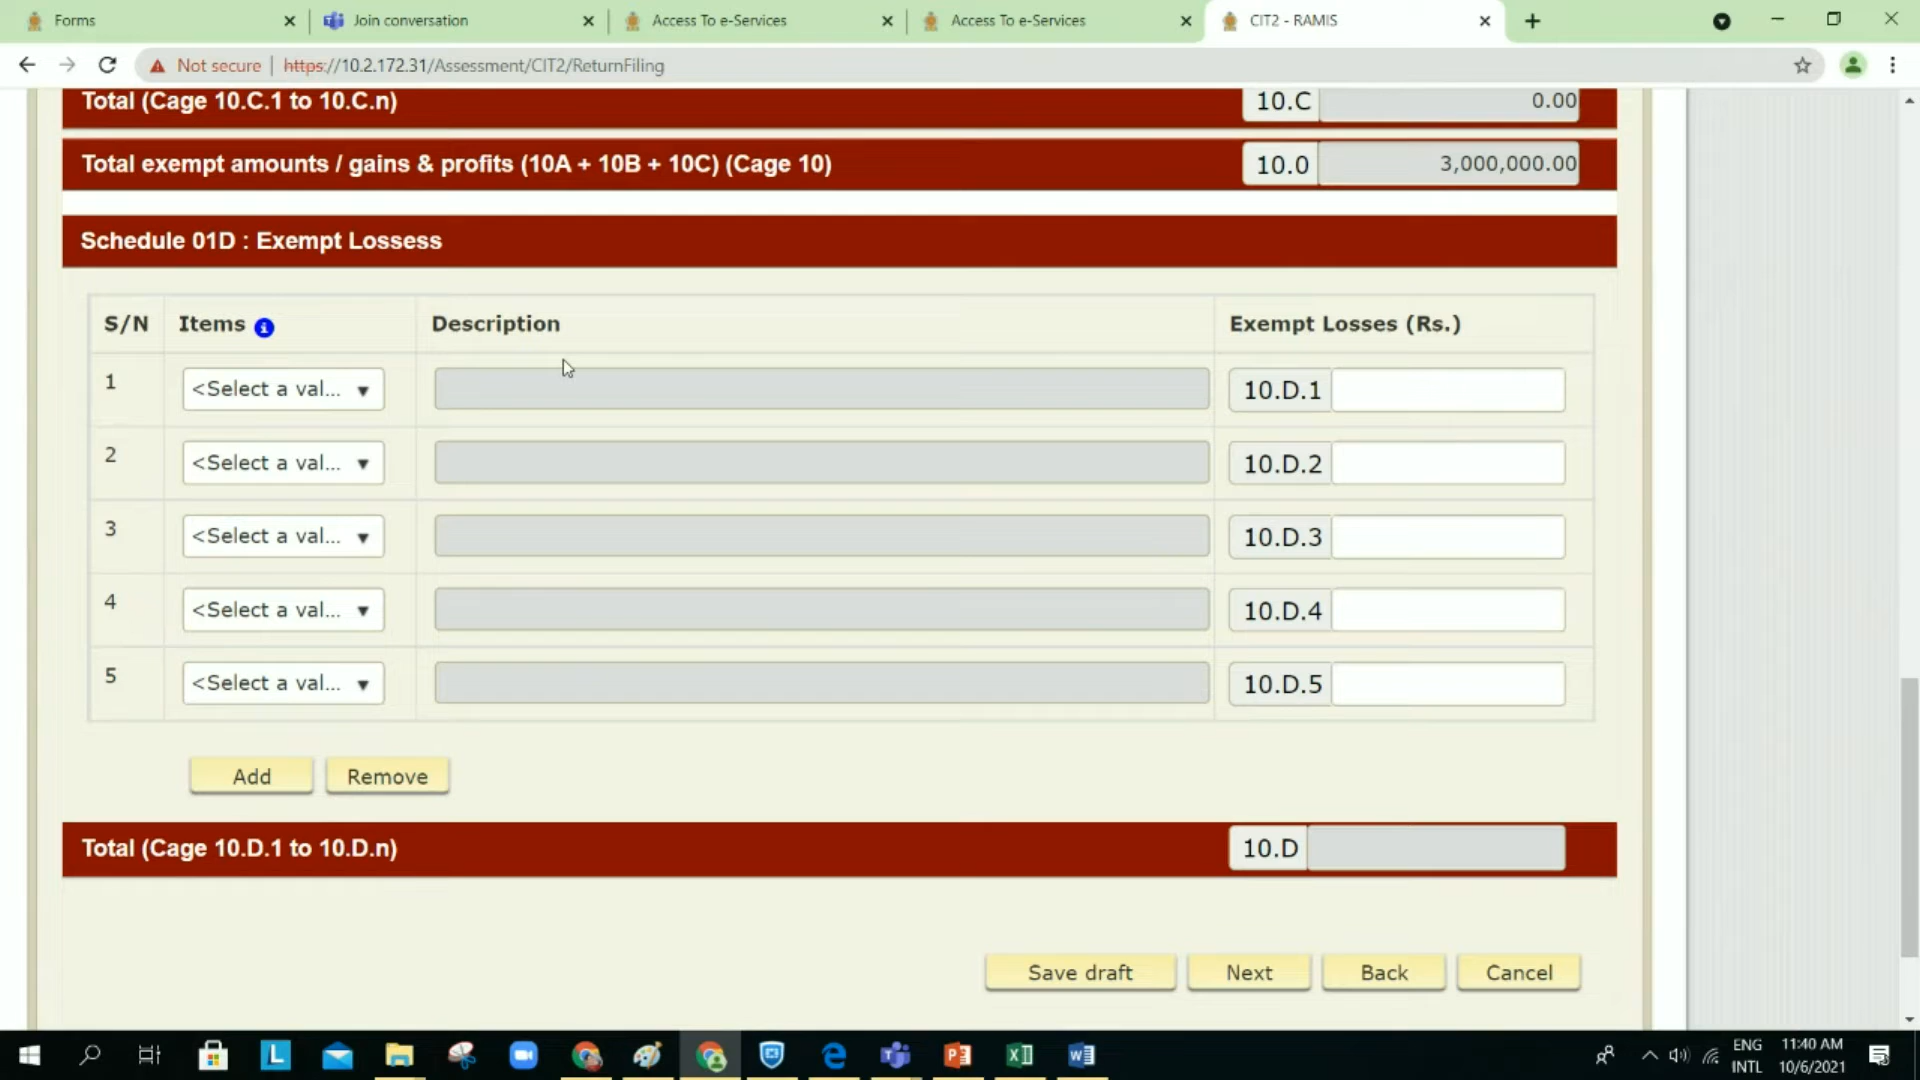 Forms
Join conversation
Access To e-Services
Access To e-Services
CIT2 - RAMIS
Not secure | https://10.2.172.31/Assessment/CIT2/ReturnFiling
Total (Cage 10.C.1 to 10.C.n) 10.C 0.00
Total exempt amounts / gains & profits (10A + 10B + 10C) (Cage 10) 10.0 3,000,000.00
Schedule 01D : Exempt Lossess
S/N Items Description Exempt Losses (Rs.)
1 <Select a val... 10.D.1
2 <Select a val... 10.D.2
3 <Select a val... 10.D.3
4 <Select a val... 10.D.4
5 <Select a val... 10.D.5
Add Remove
Total (Cage 10.D.1 to 10.D.n) 10.D
Save draft Next Back Cancel
ENG 11:40 AM
INTL 10/6/2021